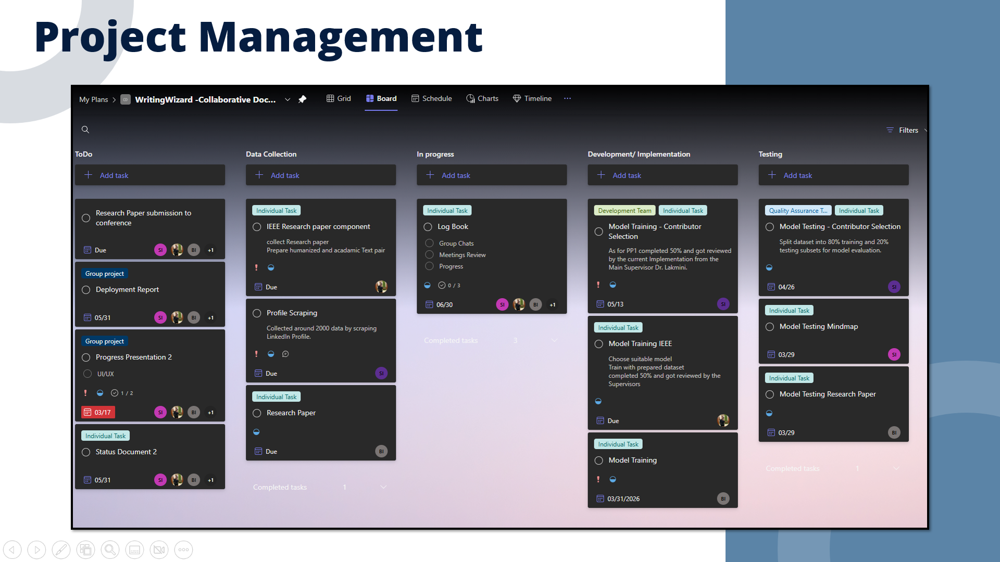 Project Management
My Plans > WritingWizard -Collaborative Doc...
Grid
Board
Schedule
Charts
Timeline
...
Filters
ToDo
Add task
Research Paper submission to
conference
Due
SI BI +1
Group project
Deployment Report
05/31
SI BI +1
Group project
Progress Presentation 2
UI/UX
1 / 2
03/17
SI BI +1
Individual Task
Status Document 2
05/31
SI BI +1
Data Collection
Add task
Individual Task
IEEE Research paper component
collect Research paper
Prepare humanized and acadamic Text pair
Due
Profile Scraping
Collected around 2000 data by scraping
LinkedIn Profile.
Due
SI
Individual Task
Research Paper
Due
BI
Completed tasks 1
In progress
Add task
Individual Task
Log Book
Group Chats
Meetings Review
Progress
0 / 3
06/30
SI BI +1
Completed tasks 3
Development/ Implementation
Add task
Development Team Individual Task
Model Training - Contributor
Selection
As for PP1 completed 50% and got reviewed
by the current Implementation from the
Main Supervisor Dr. Lakmini.
05/13
SI
Individual Task
Model Training IEEE
Choose suitable model
Train with prepared dataset
completed 50% and got reviewed by the
Supervisors
Due
Individual Task
Model Training
03/31/2026
BI
Testing
Add task
Quality Assurance T... Individual Task
Model Testing - Contributor Selection
Split dataset into 80% training and 20%
testing subsets for model evaluation.
04/26
SI
Individual Task
Model Testing Mindmap
03/29
SI
Individual Task
Model Testing Research Paper
03/29
BI
Completed tasks 1